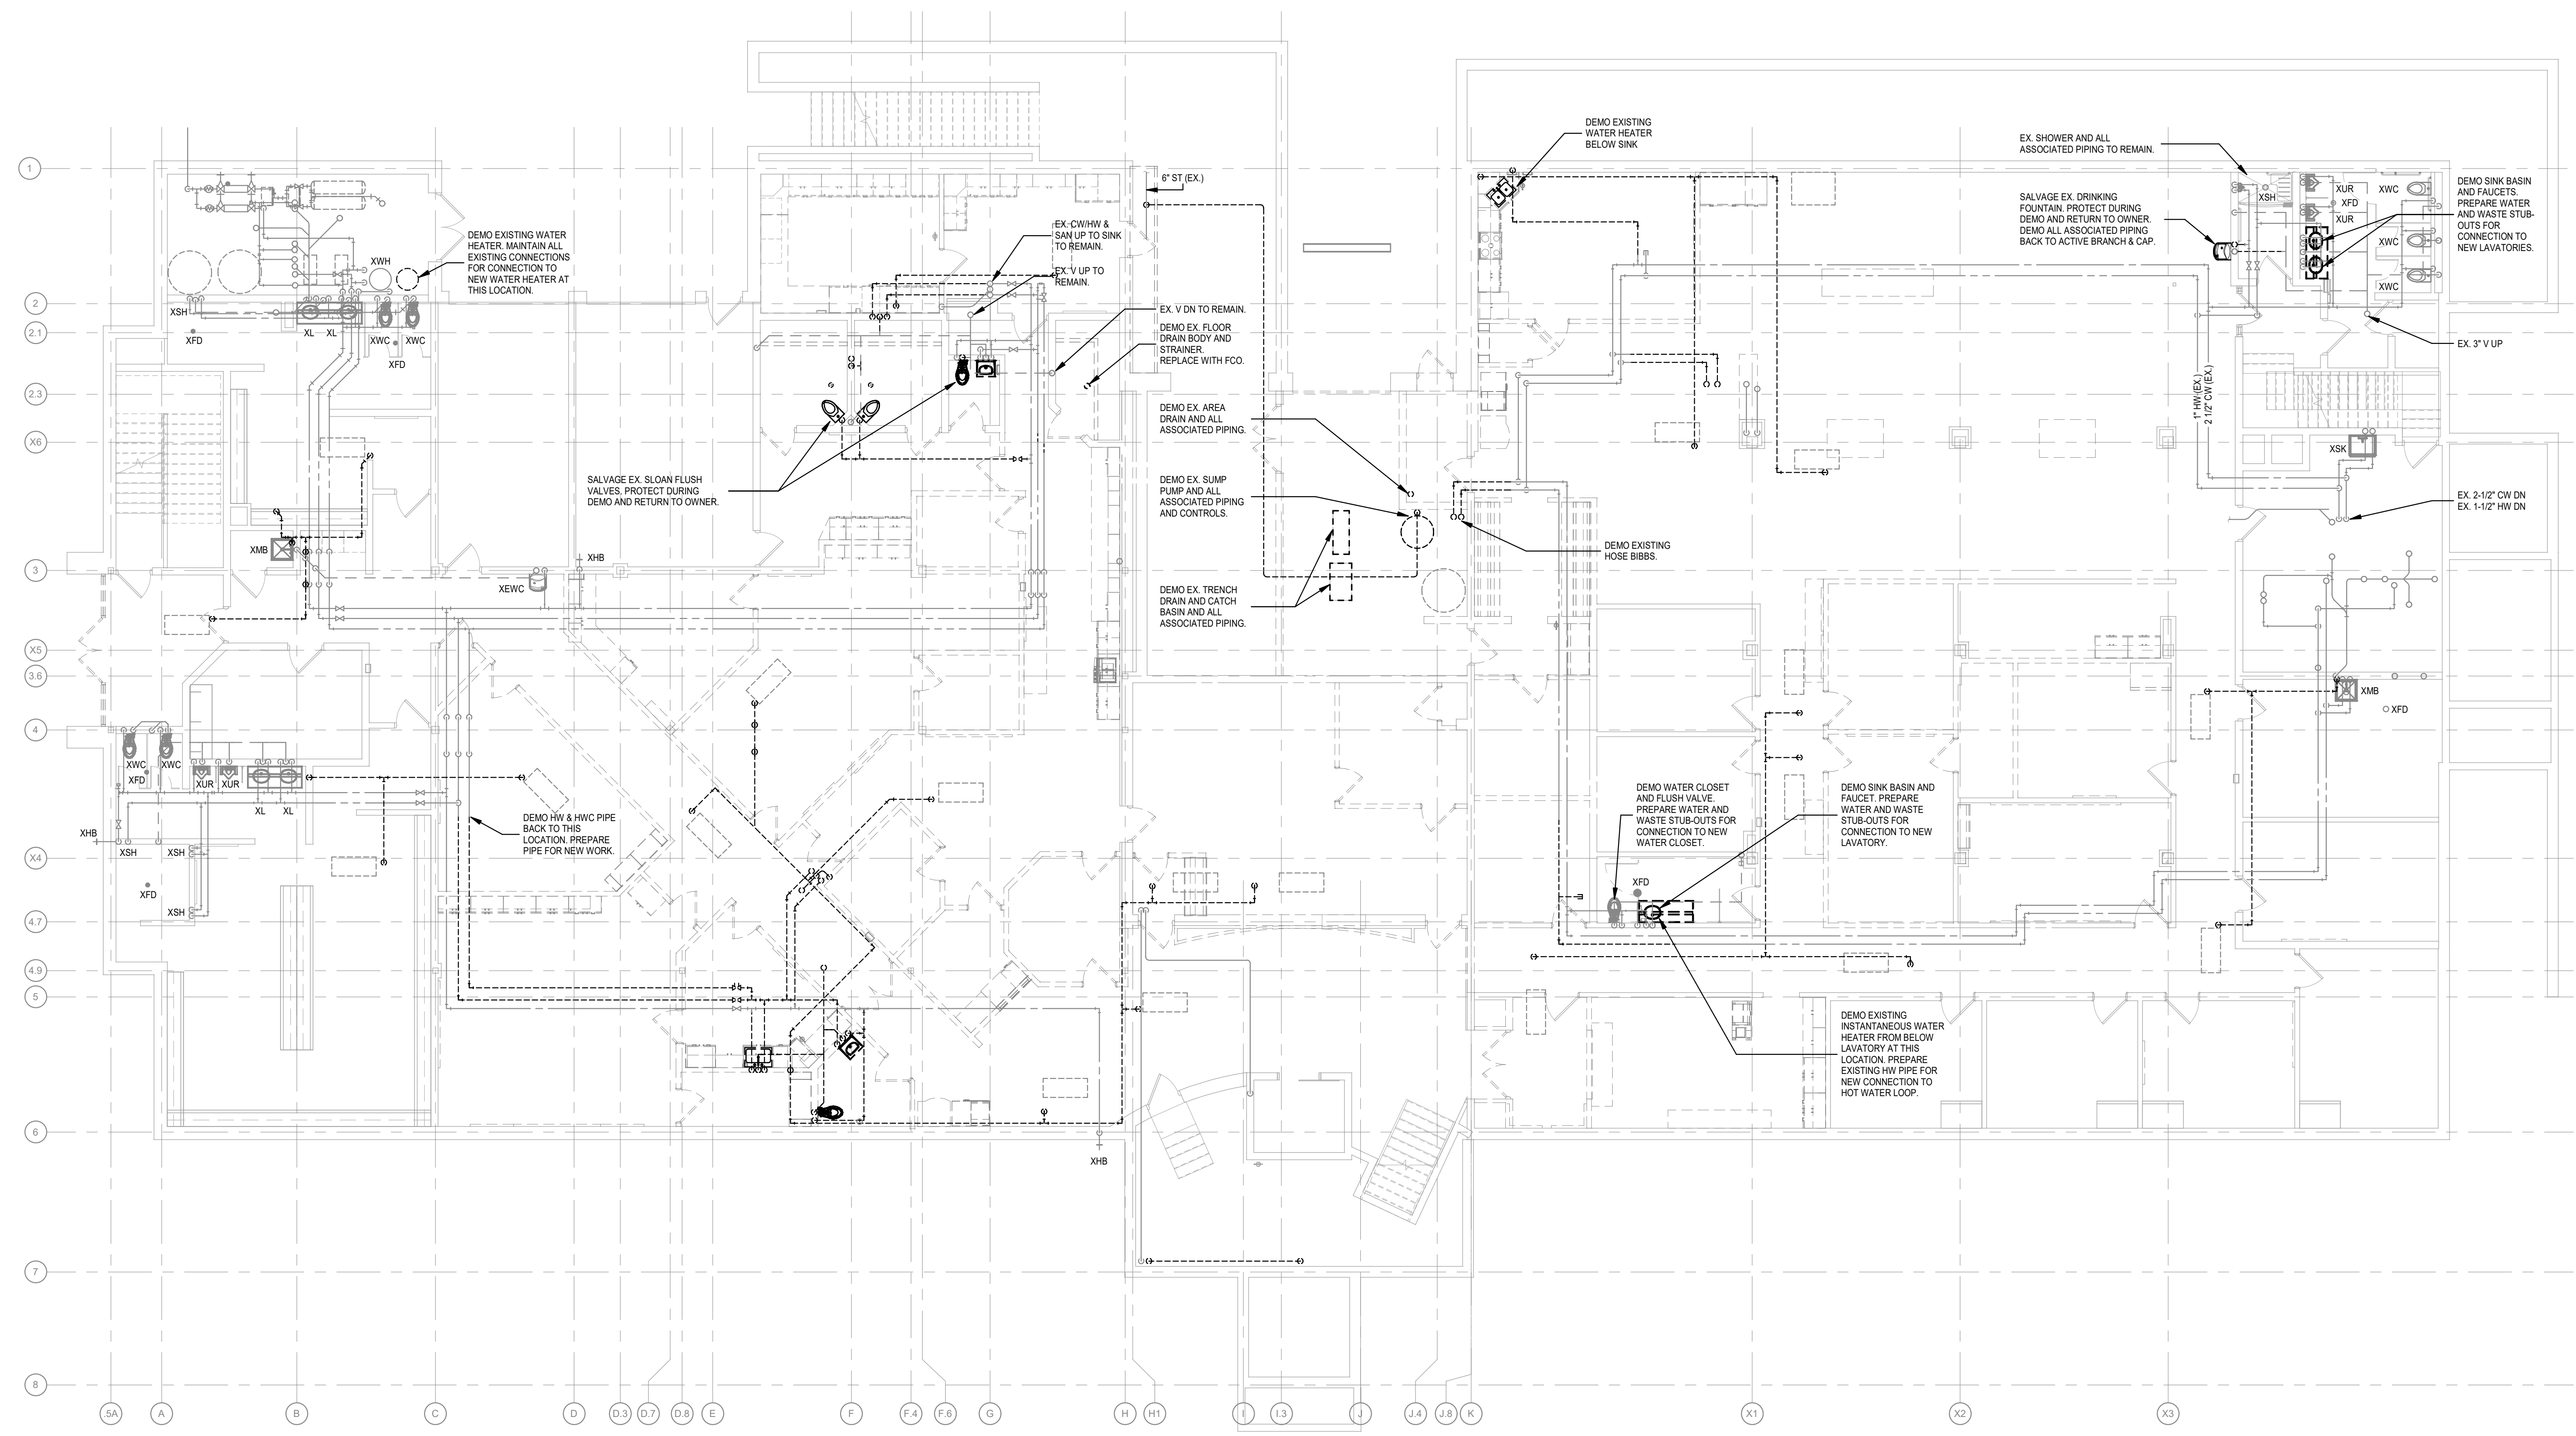 DEMO EXISTING
WATER HEATER
BELOW SINK
EX. SHOWER AND ALL
ASSOCIATED PIPING TO REMAIN.
1
6" ST (EX.)
XSH
XUR
XFD
XUR
XWC
XWC
XWC
DEMO SINK BASIN
AND FAUCETS.
PREPARE WATER
AND WASTE STUB-
OUTS FOR
CONNECTION TO
NEW LAVATORIES.
SALVAGE EX. DRINKING
FOUNTAIN. PROTECT DURING
DEMO AND RETURN TO OWNER.
DEMO ALL ASSOCIATED PIPING
BACK TO ACTIVE BRANCH & CAP.
DEMO EXISTING WATER
HEATER. MAINTAIN ALL
EXISTING CONNECTIONS
FOR CONNECTION TO
NEW WATER HEATER AT
THIS LOCATION.
XWH
EX. CW/HW &
SAN UP TO SINK
TO REMAIN.
EX. V UP TO
REMAIN.
2
XSH
XL
XL
2.1
XFD
XWC
XWC
XFD
EX. V DN TO REMAIN.
DEMO EX. FLOOR
DRAIN BODY AND
STRAINER.
REPLACE WITH FCO.
EX. 3" V UP
2.3
1" HW (EX.)
2 1/2" CW (EX.)
DEMO EX. AREA
DRAIN AND ALL
ASSOCIATED PIPING.
X6
XSK
SALVAGE EX. SLOAN FLUSH
VALVES. PROTECT DURING
DEMO AND RETURN TO OWNER.
DEMO EX. SUMP
PUMP AND ALL
ASSOCIATED PIPING
AND CONTROLS.
EX. 2-1/2" CW DN
EX. 1-1/2" HW DN
XMB
DEMO EXISTING
HOSE BIBBS.
3
XHB
XEWC
DEMO EX. TRENCH
DRAIN AND CATCH
BASIN AND ALL
ASSOCIATED PIPING.
X5
3.6
XMB
XFD
4
XWC
XWC
XFD
XUR
XUR
XL
XL
DEMO HW & HWC PIPE
BACK TO THIS
LOCATION. PREPARE
PIPE FOR NEW WORK.
DEMO WATER CLOSET
AND FLUSH VALVE.
PREPARE WATER AND
WASTE STUB-OUTS FOR
CONNECTION TO NEW
WATER CLOSET.
DEMO SINK BASIN AND
FAUCET. PREPARE
WATER AND WASTE
STUB-OUTS FOR
CONNECTION TO NEW
LAVATORY.
XHB
XSH
XSH
X4
XFD
XFD
XSH
4.7
4.9
5
DEMO EXISTING
INSTANTANEOUS WATER
HEATER FROM BELOW
LAVATORY AT THIS
LOCATION. PREPARE
EXISTING HW PIPE FOR
NEW CONNECTION TO
HOT WATER LOOP.
6
XHB
7
8
.5A
A
B
C
D
D.3
D.7
D.8
E
F
F.4
F.6
G
H
H1
I
I.3
J
J.4
J.8
K
X1
X2
X3